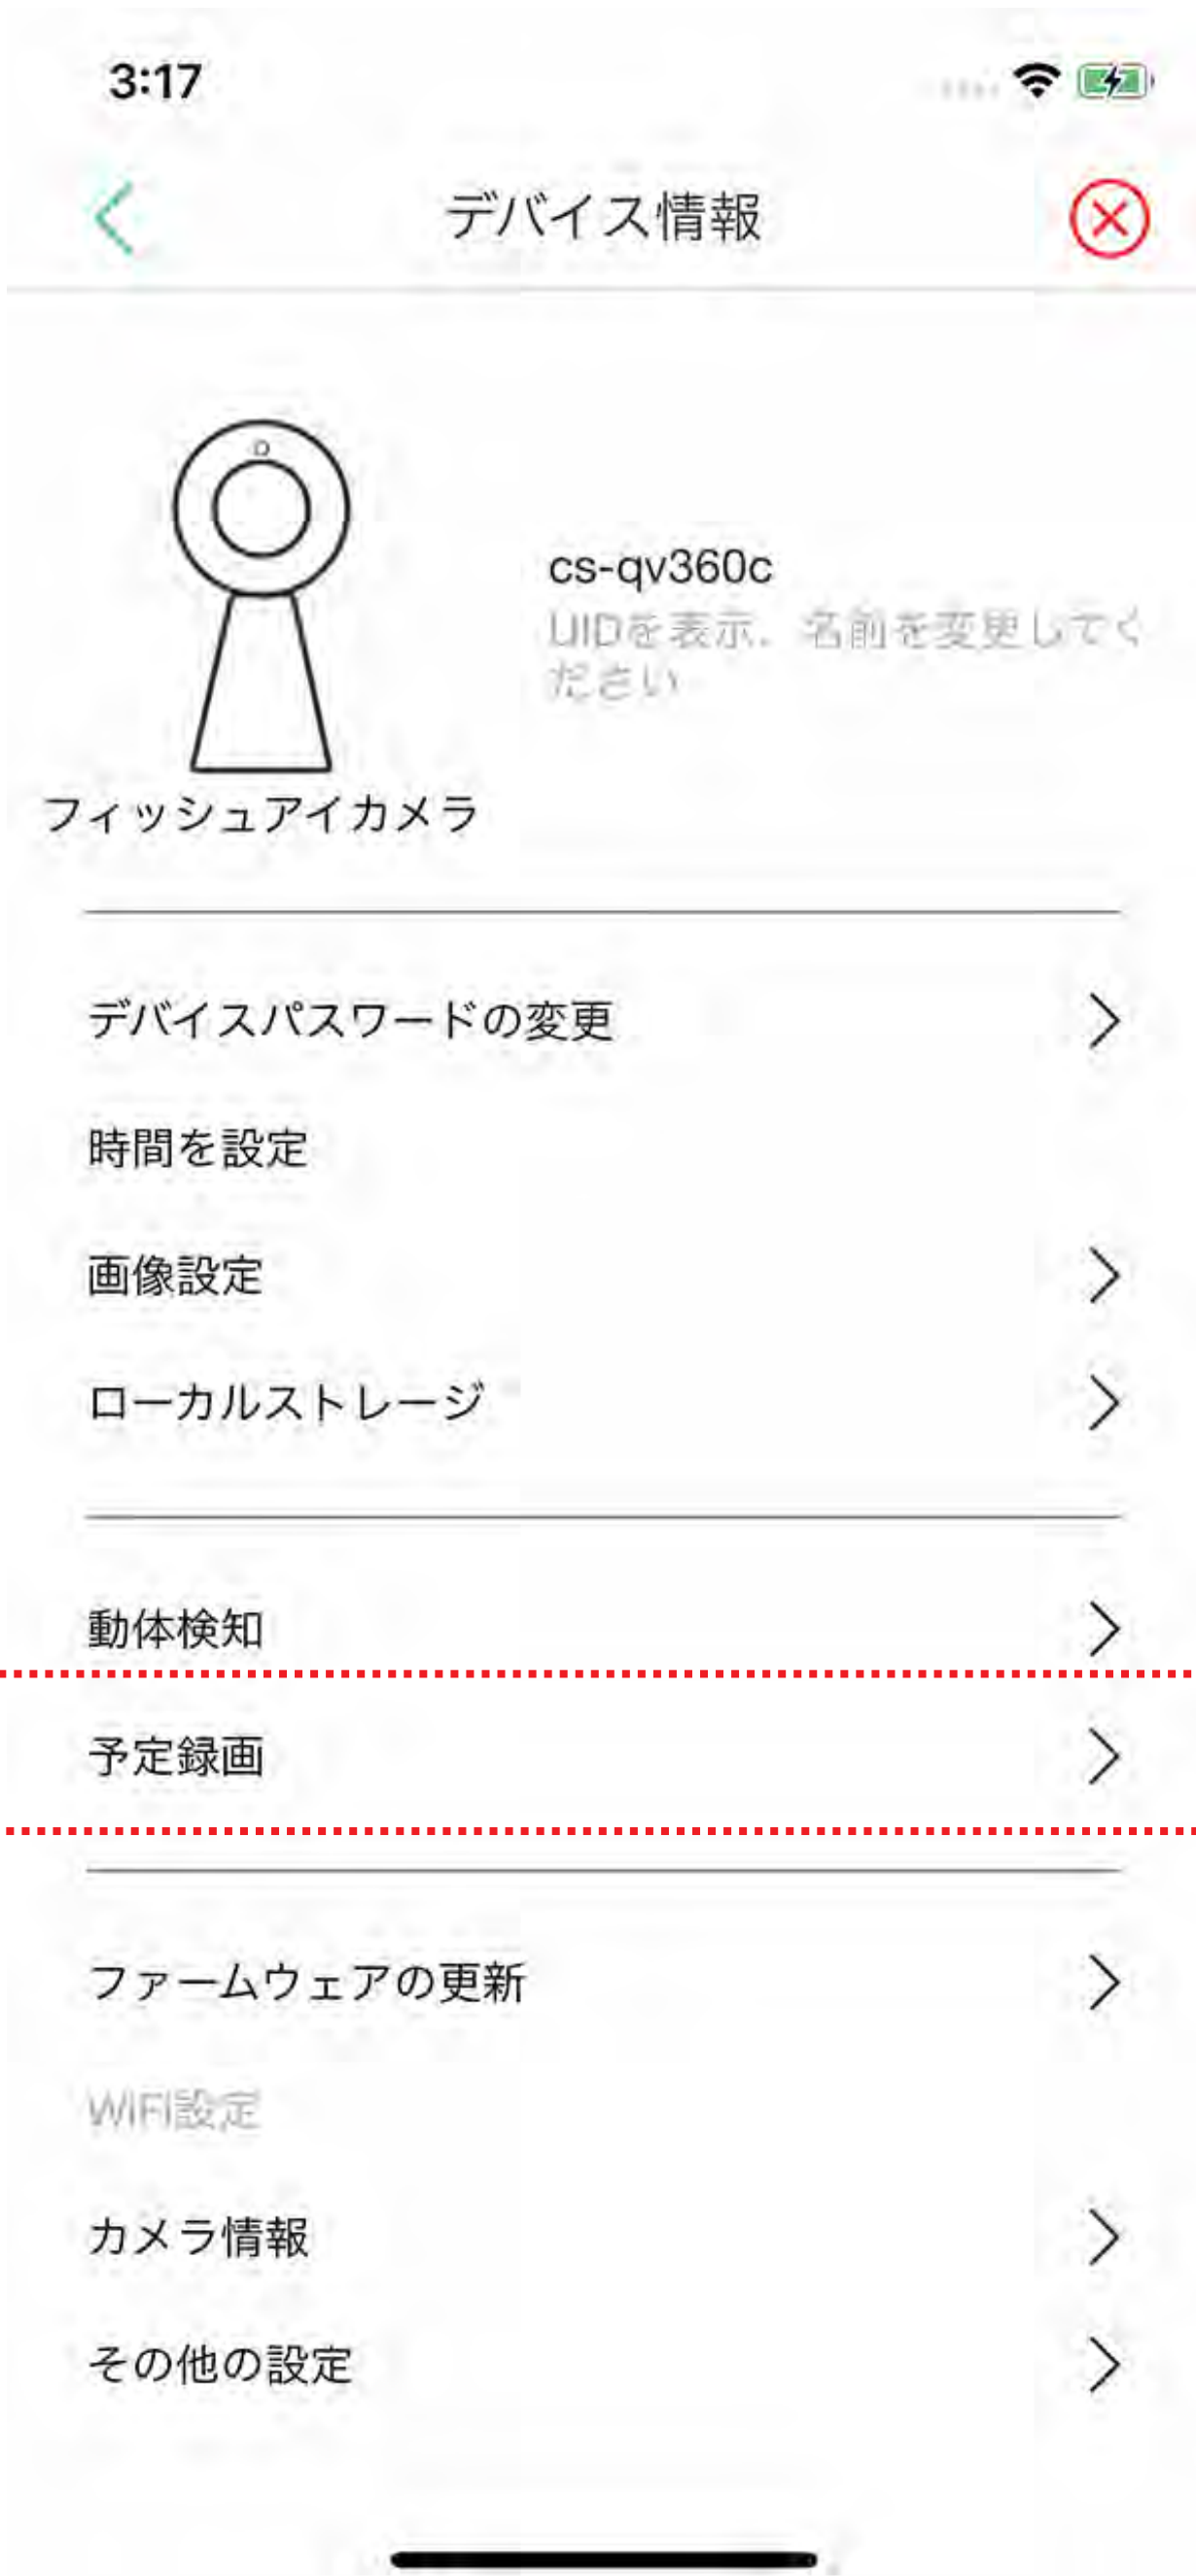 3:17
デバイス情報
cs-qv360c
UIDを表示、名前を変更してく
ださい
フィッシュアイカメラ
デバイスパスワードの変更
時間を設定
画像設定
ローカルストレージ
動体検知
予定録画
ファームウェアの更新
WiFi設定
カメラ情報
その他の設定